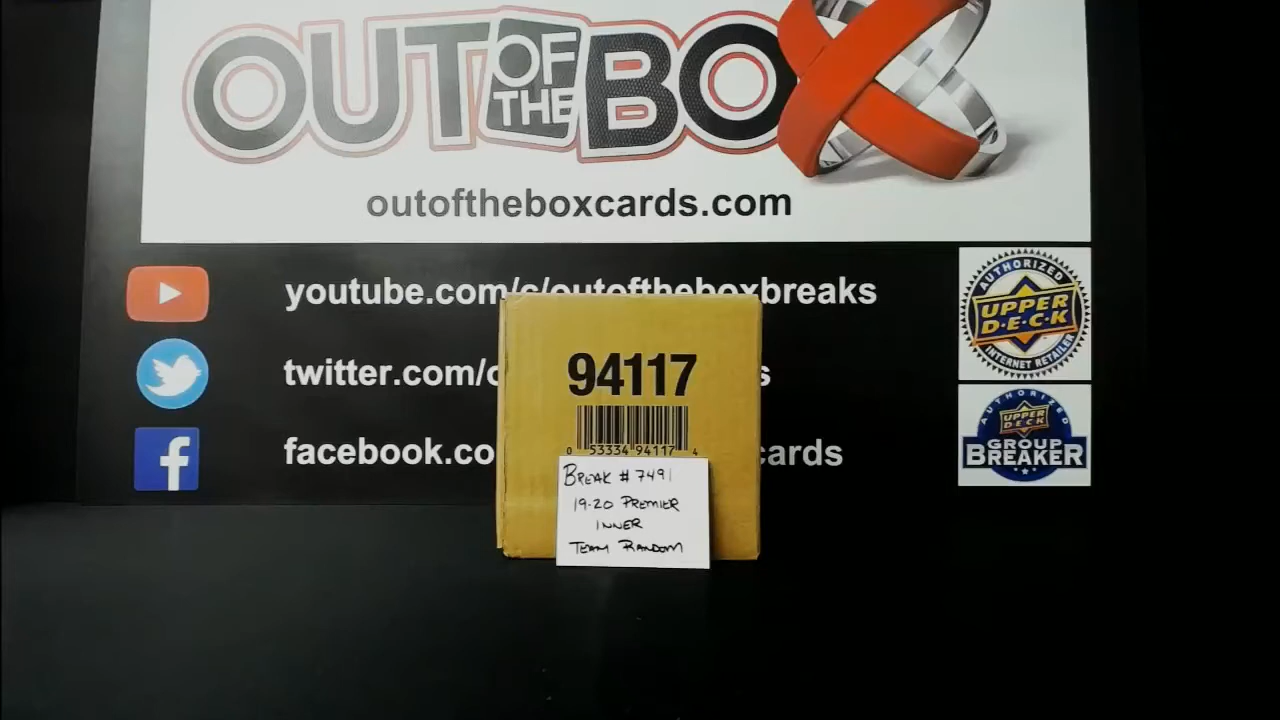 OUT OF THE BOX
outoftheboxcards.com
youtube.com/c/outoftheboxbreaks
twitter.com/
facebook.co
cards
AUTHORIZED
UPPER
D·E·C·K
INTERNET RETAILER
AUTHORIZED
UPPER
DECK
GROUP
BREAKER
94117
0 53334 94117 4
BREAK # 7491
19-20 PREMIER
INNER
TEAM RANDOM